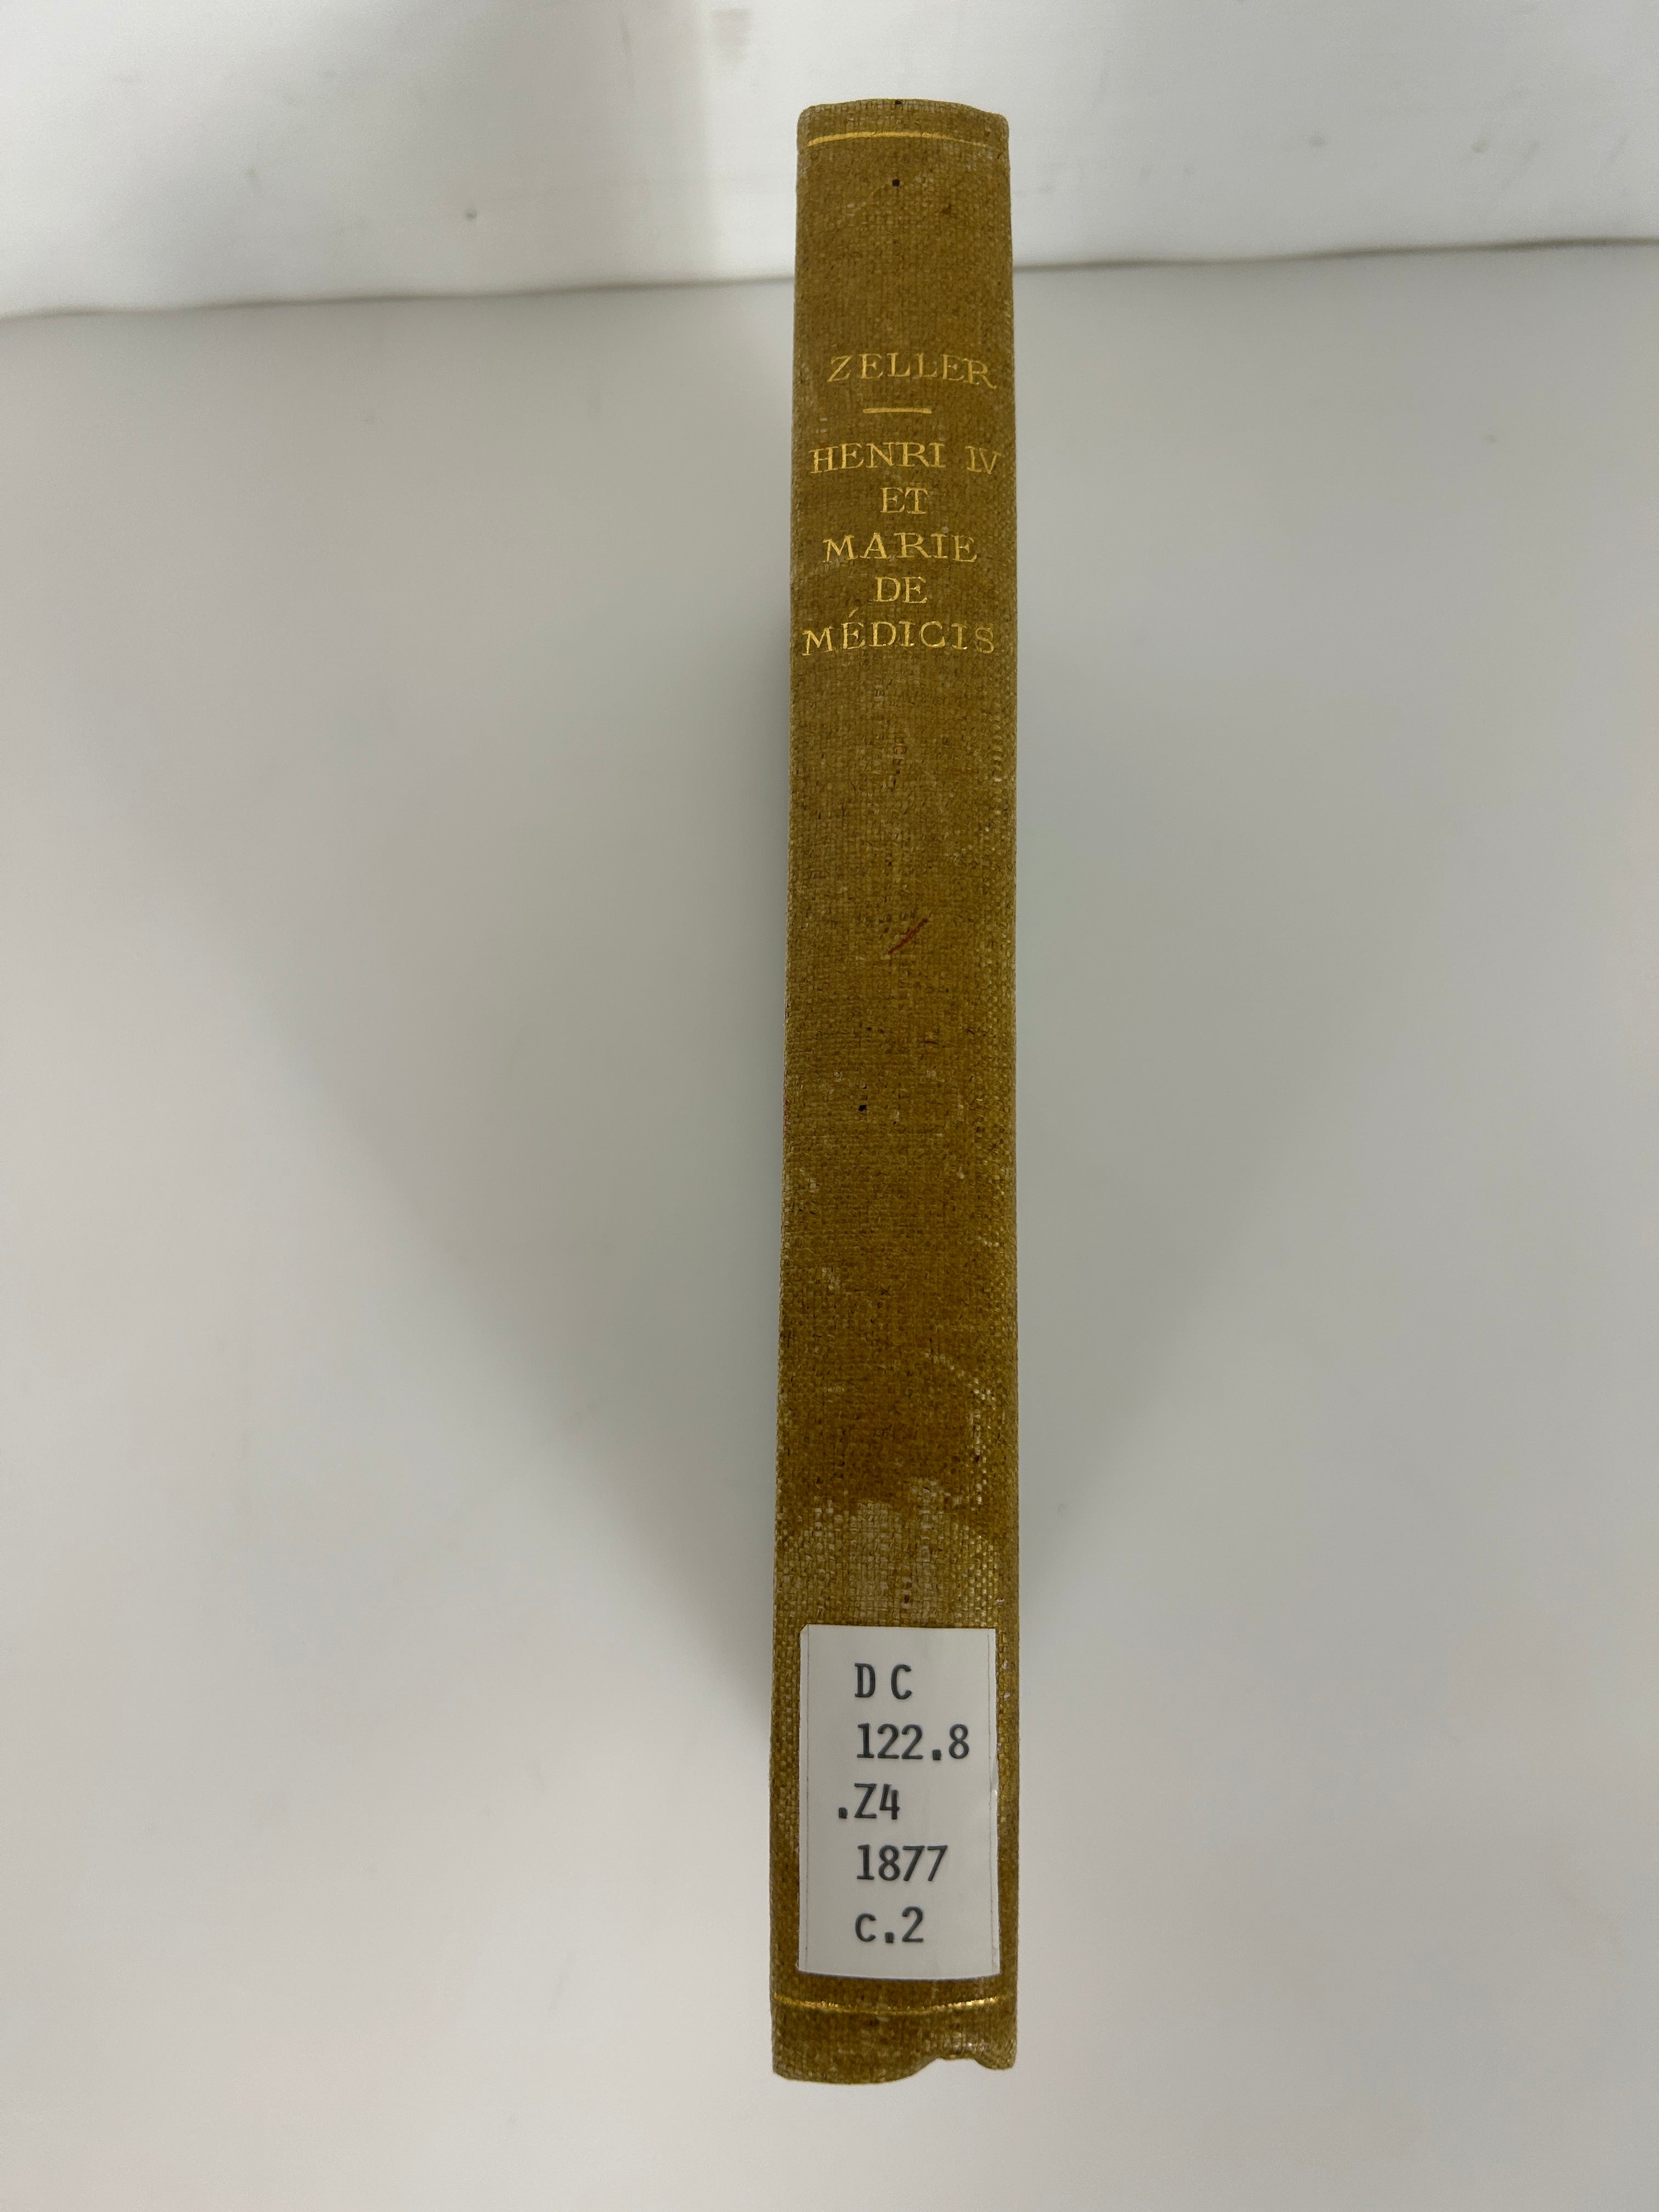 ZELLER
HENRI IV
ET
MARIE
DE
MÉDICIS
DC
122.8
.Z4
1877
c.2